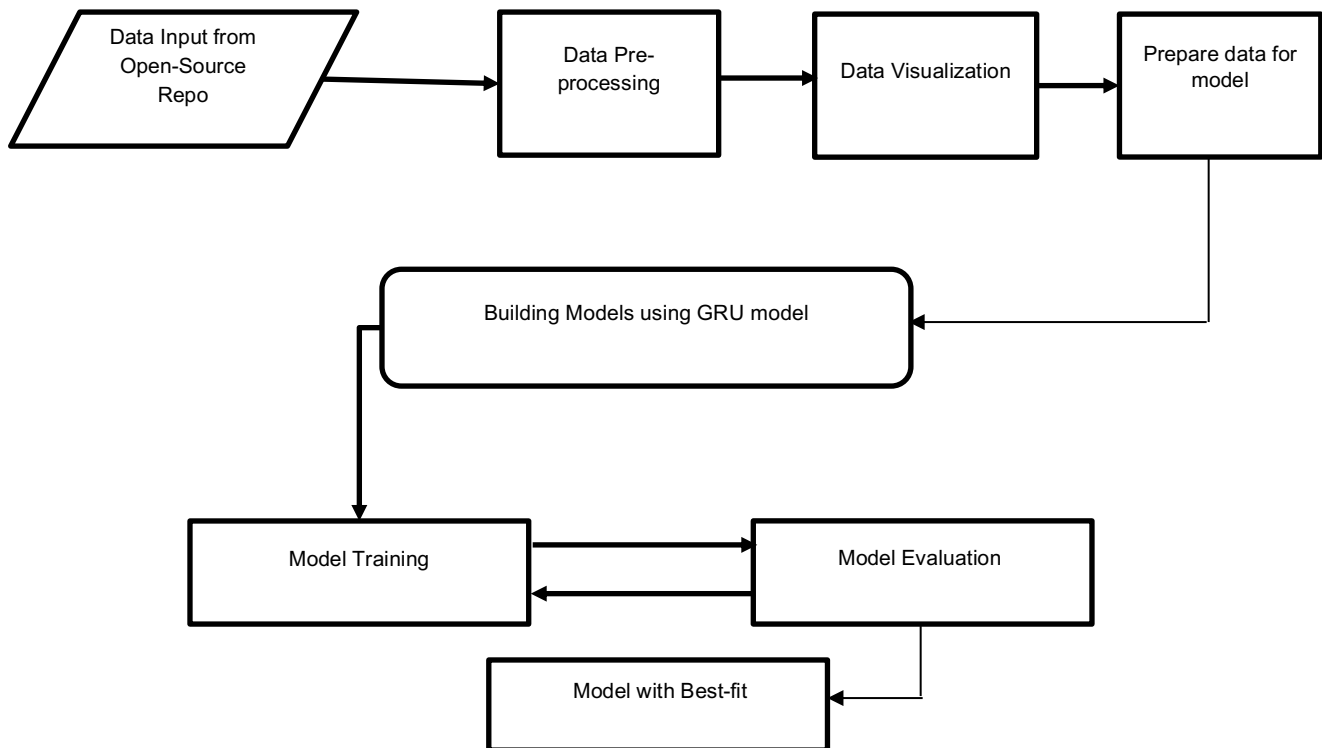 Data Input from
Open-Source
Repo
Data Pre-
processing
Data Visualization
Prepare data for
model
Building Models using GRU model
Model Training
Model Evaluation
Model with Best-fit